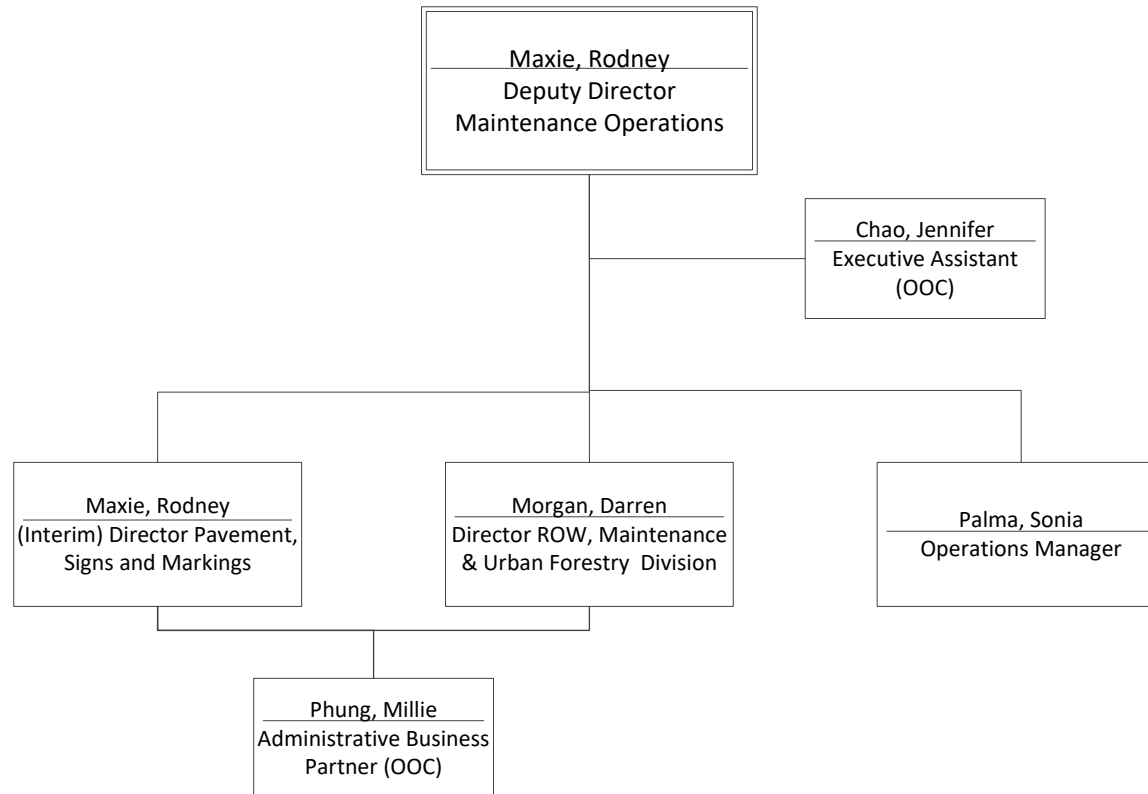 Maxie, Rodney
Deputy Director
Maintenance Operations
Chao, Jennifer
Executive Assistant
(OOC)
Maxie, Rodney
(Interim) Director Pavement,
Signs and Markings
Morgan, Darren
Director ROW, Maintenance
& Urban Forestry  Division
Palma, Sonia
Operations Manager
Phung, Millie
Administrative Business
Partner (OOC)